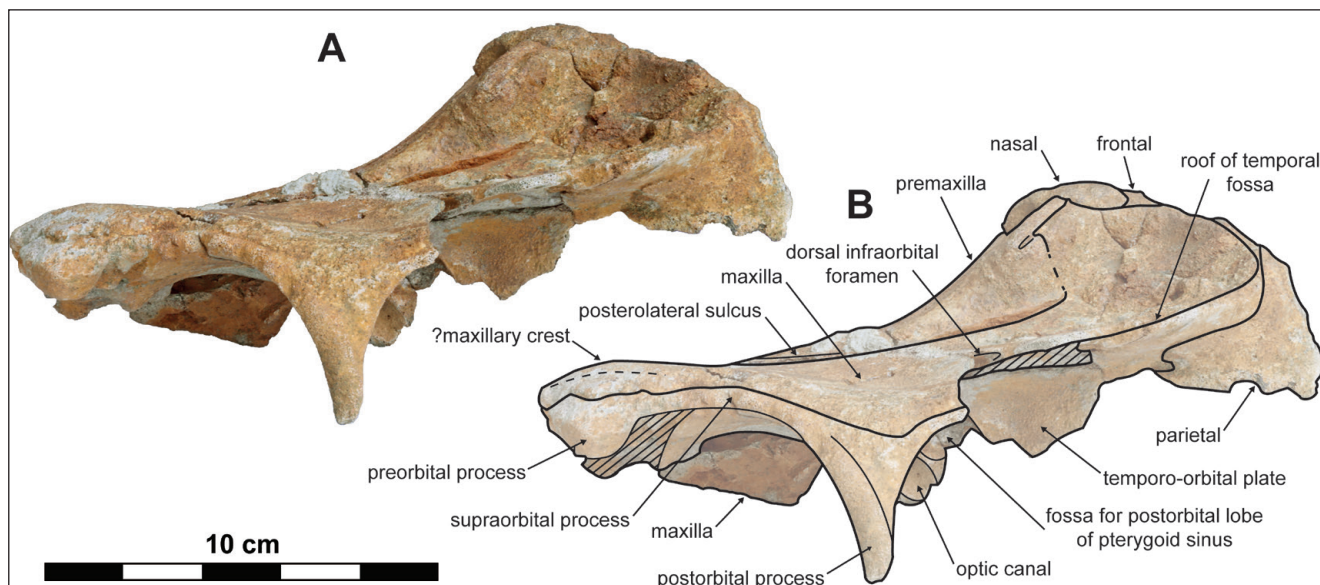 A
B
nasal
frontal
roof of temporal
fossa
premaxilla
dorsal infraorbital
foramen
maxilla
posterolateral sulcus
?maxillary crest
preorbital process
supraorbital process
maxilla
postorbital process
optic canal
fossa for postorbital lobe
of pterygoid sinus
temporo-orbital plate
parietal
10 cm